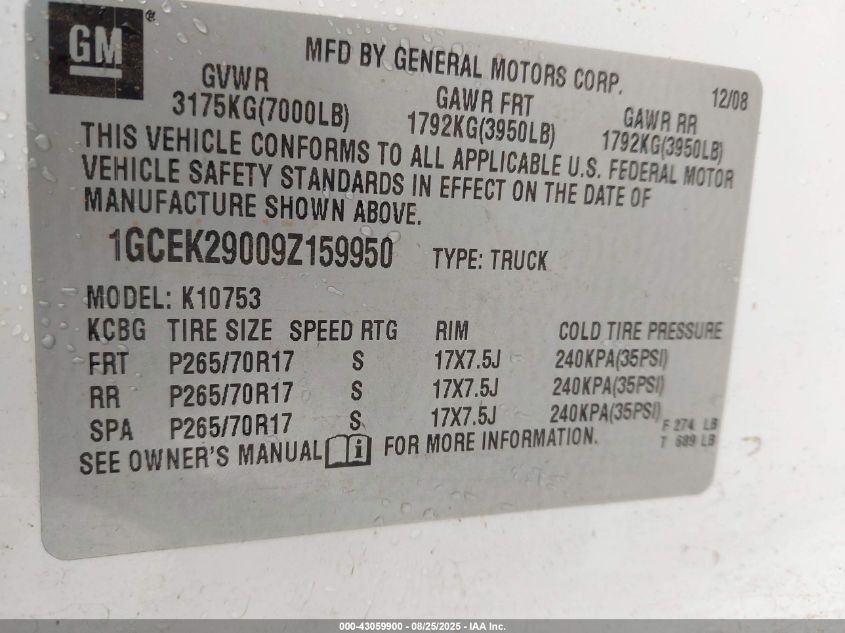 GM®
MFD BY GENERAL MOTORS CORP.
12/08
GVWR
3175KG(7000LB)
GAWR FRT
1792KG(3950LB)
GAWR RR
1792KG(3950LB)
THIS VEHICLE CONFORMS TO ALL APPLICABLE U.S. FEDERAL MOTOR
VEHICLE SAFETY STANDARDS IN EFFECT ON THE DATE OF
MANUFACTURE SHOWN ABOVE.
1GCEK29009Z159950 TYPE: TRUCK
MODEL: K10753
KCBG TIRE SIZE SPEED RTG RIM COLD TIRE PRESSURE
FRT P265/70R17 S 17X7.5J 240KPA(35PSI)
RR P265/70R17 S 17X7.5J 240KPA(35PSI)
SPA P265/70R17 S 17X7.5J 240KPA(35PSI)
F 274 LB
T 689 LB
SEE OWNER'S MANUAL FOR MORE INFORMATION.
000-43059900 - 08/25/2025 - IAA Inc.